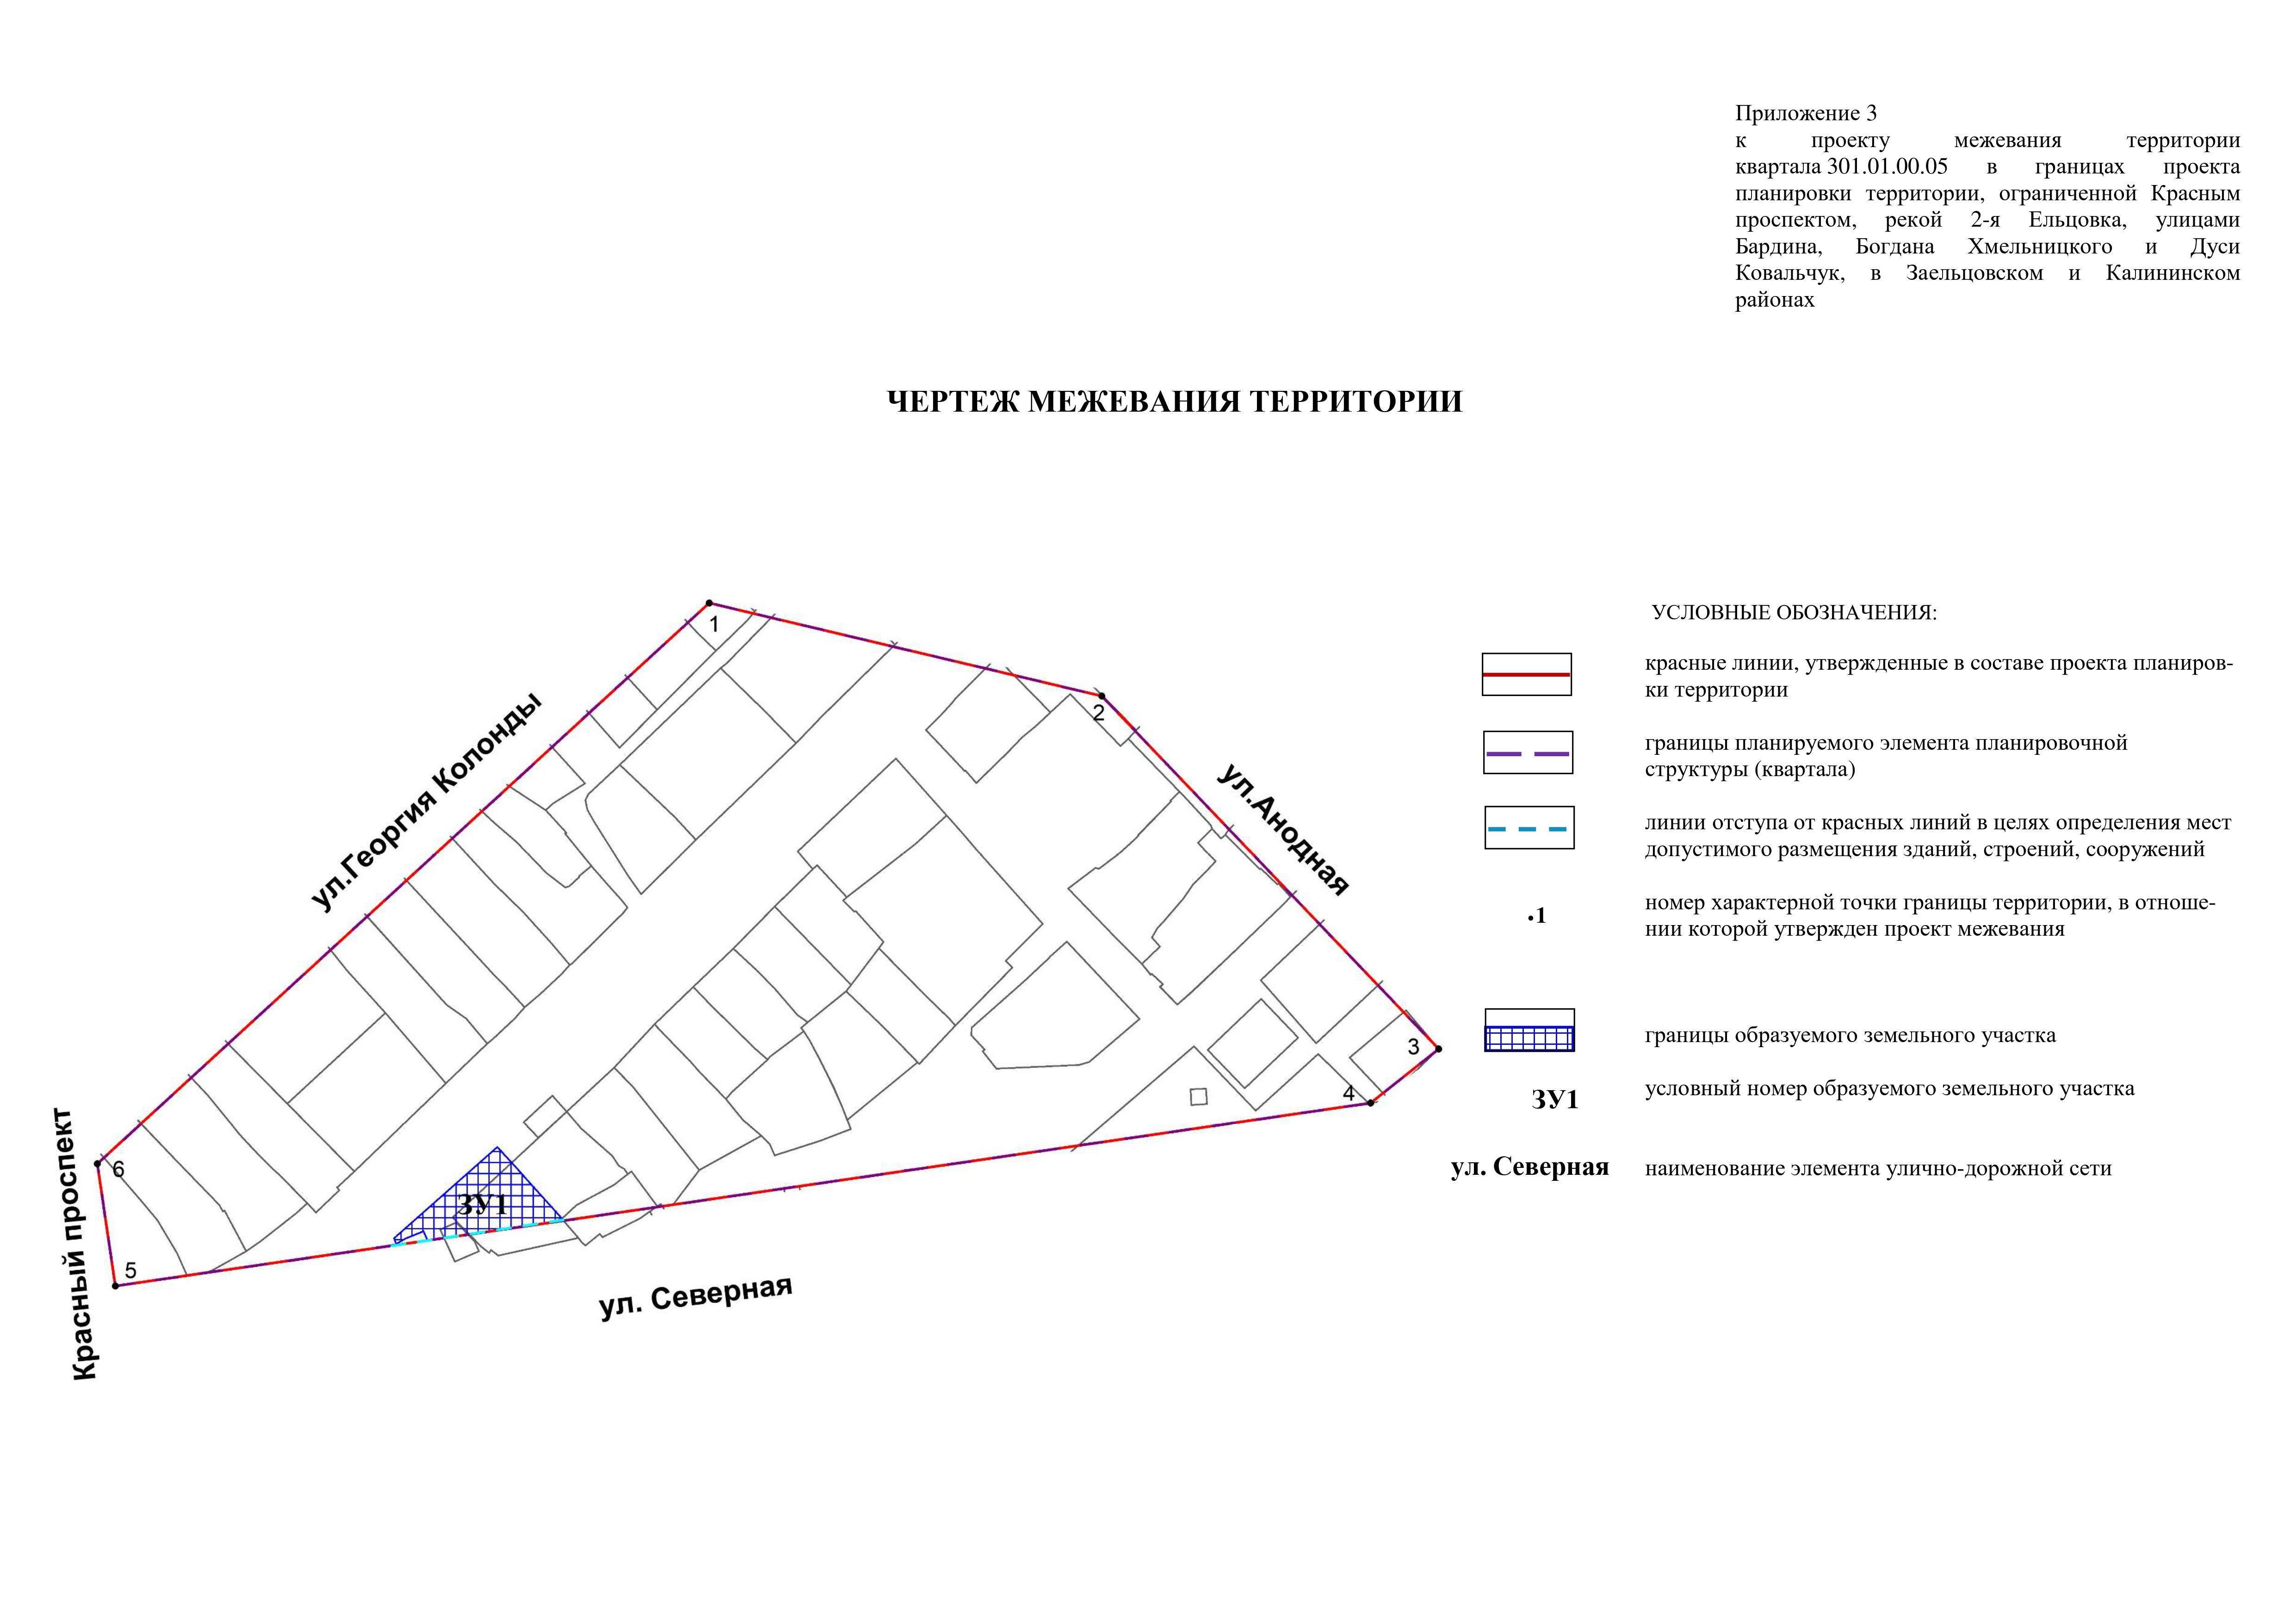 Приложение 3
к проекту межевания территории
квартала 301.01.00.05 в границах проекта
планировки территории, ограниченной Красным
проспектом, рекой 2-я Ельцовка, улицами
Бардина, Богдана Хмельницкого и Дуси
Ковальчук, в Заельцовском и Калининском
районах
ЧЕРТЕЖ МЕЖЕВАНИЯ ТЕРРИТОРИИ
1
2
3
4
5
6
ул.Георгия Колонды
ул.Анодная
Красный проспект
ул. Северная
ЗУ1
УСЛОВНЫЕ ОБОЗНАЧЕНИЯ:
красные линии, утвержденные в составе проекта планиров-
ки территории
границы планируемого элемента планировочной
структуры (квартала)
линии отступа от красных линий в целях определения мест
допустимого размещения зданий, строений, сооружений
.1
номер характерной точки границы территории, в отноше-
нии которой утвержден проект межевания
границы образуемого земельного участка
ЗУ1
условный номер образуемого земельного участка
ул. Северная
наименование элемента улично-дорожной сети